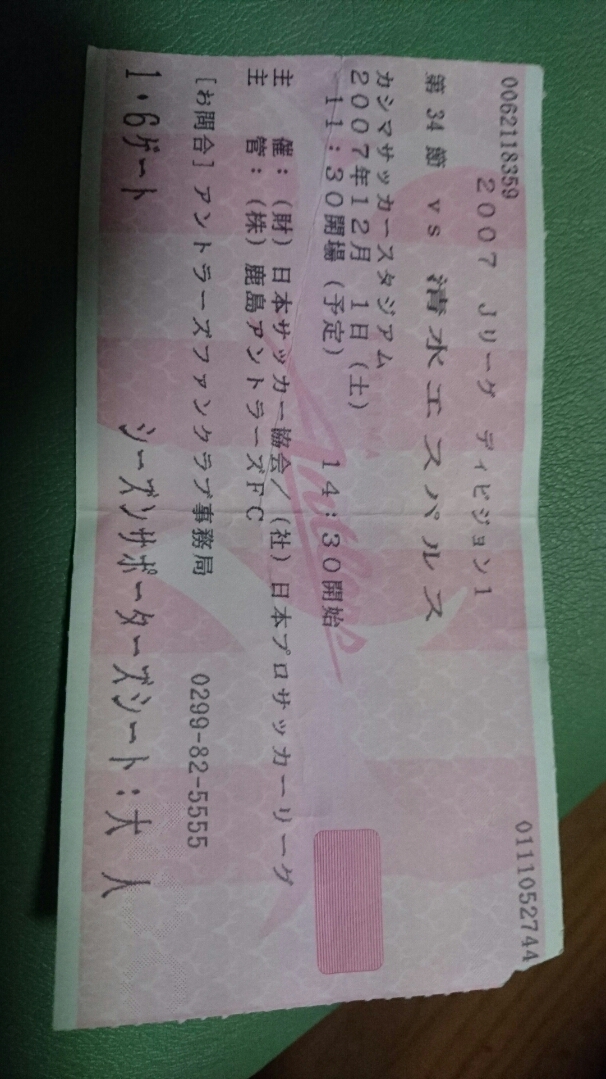 0062118359 0111052744
2007 Jリーグ ディビジョン1
第 34 節 vs 清水エスパルス
カシマサッカースタジアム
2007年12月 1日 (土)
11:30開場 (予定) 14:30開始
主 催:(財) 日本サッカー協会/(社) 日本プロサッカーリーグ
主 管:(株) 鹿島アントラーズFC
[お問合] アントラーズファンクラブ事務局 0299-82-5555
1・6ゲート シーズンサポーターズシート:大 人
Antlers